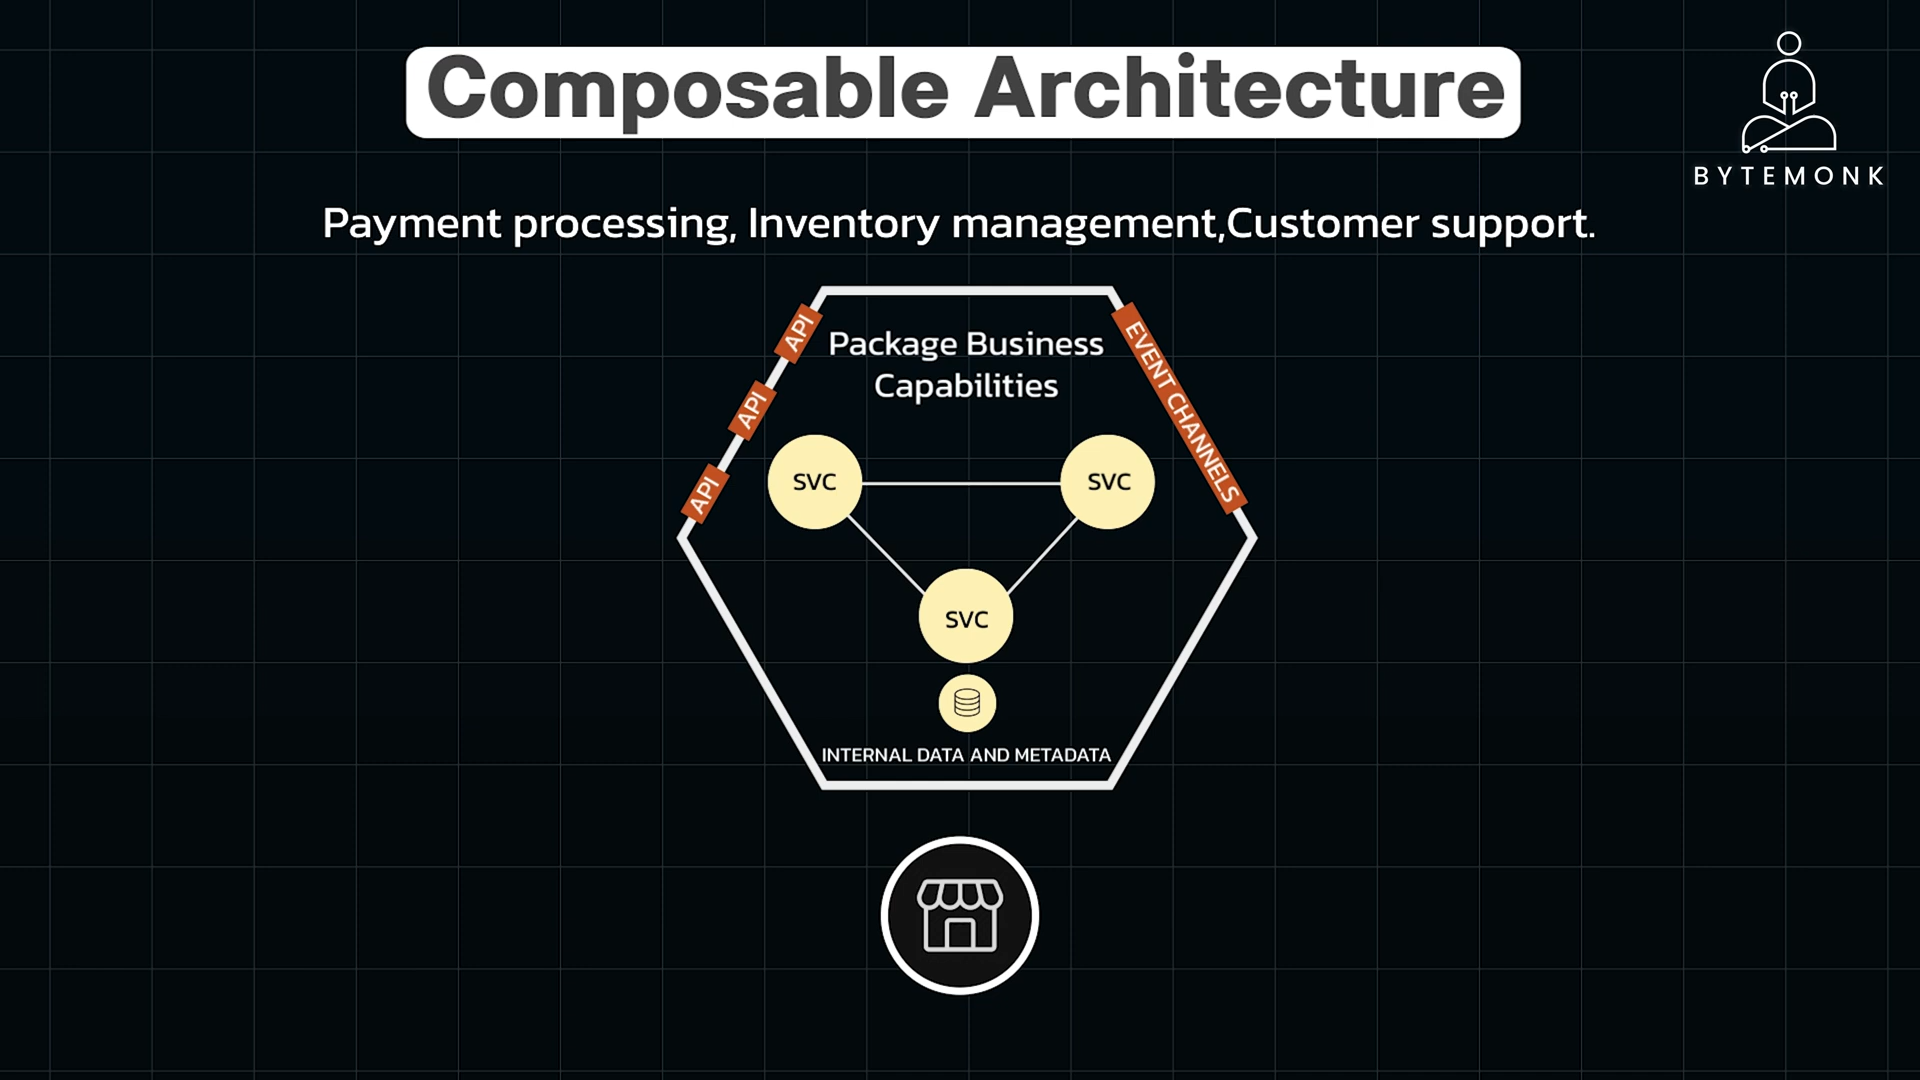 Composable Architecture
BYTEMONK
Payment processing, Inventory management,Customer support.
API
API
API
Package Business
Capabilities
EVENT CHANNELS
SVC
SVC
SVC
INTERNAL DATA AND METADATA